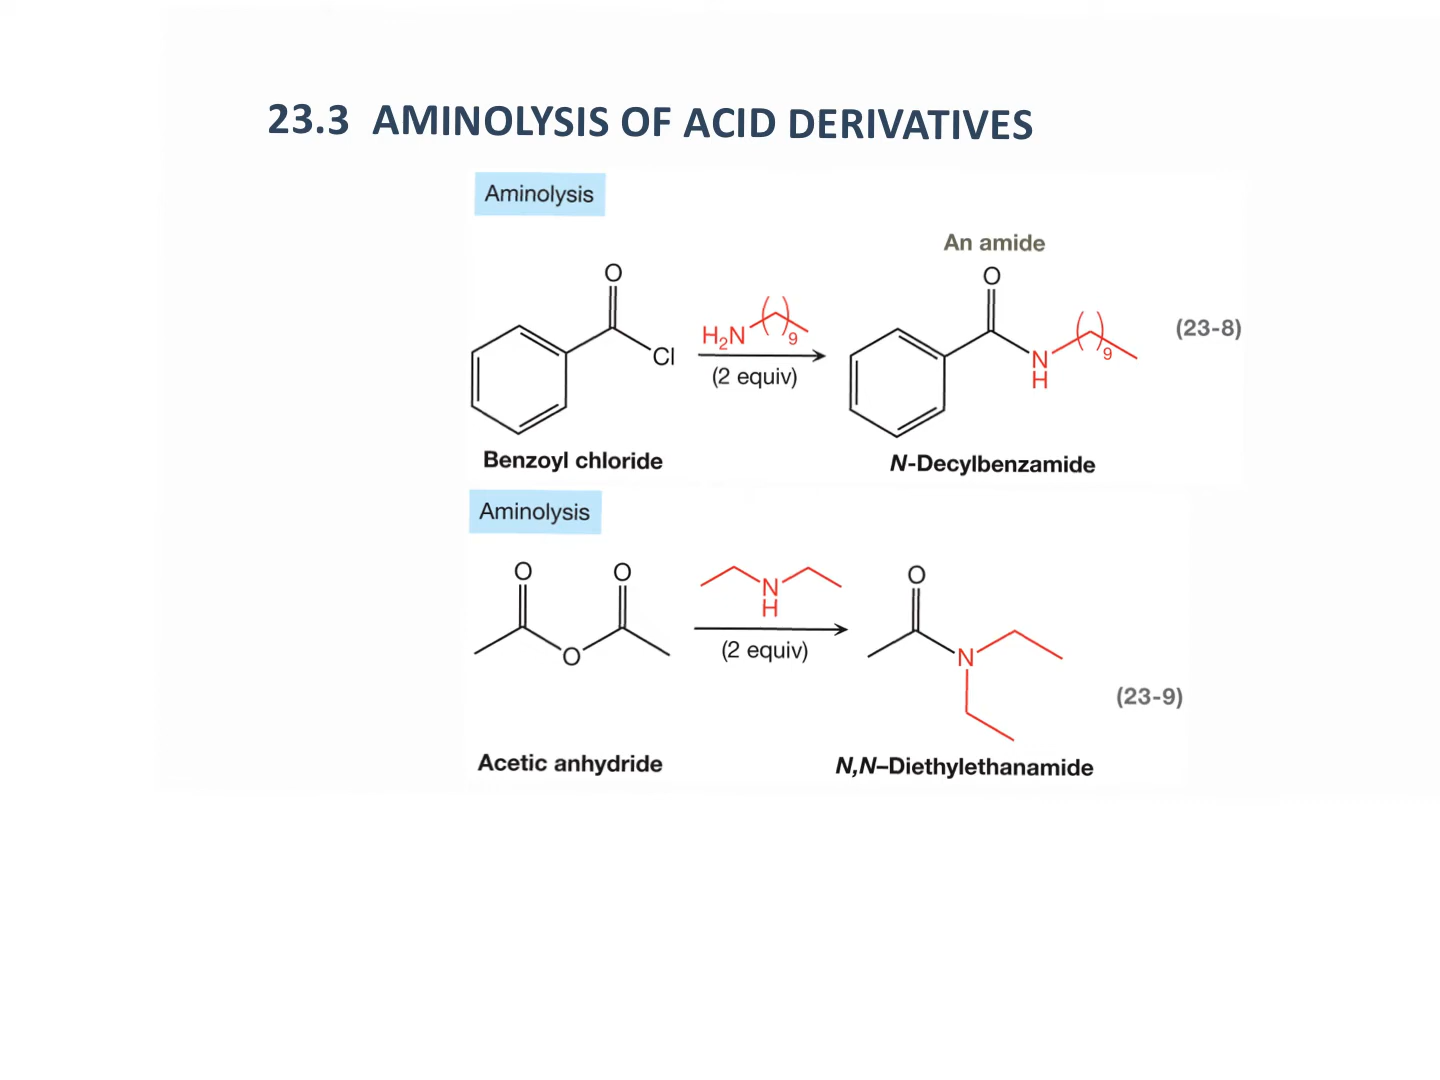 23.3 AMINOLYSIS OF ACID DERIVATIVES
Aminolysis
An amide
O
O
H₂N
9
Cl
(2 equiv)
N
H
9
(23-8)
Benzoyl chloride
N-Decylbenzamide
Aminolysis
O
O
O
N
H
(2 equiv)
O
N
(23-9)
Acetic anhydride
N,N–Diethylethanamide